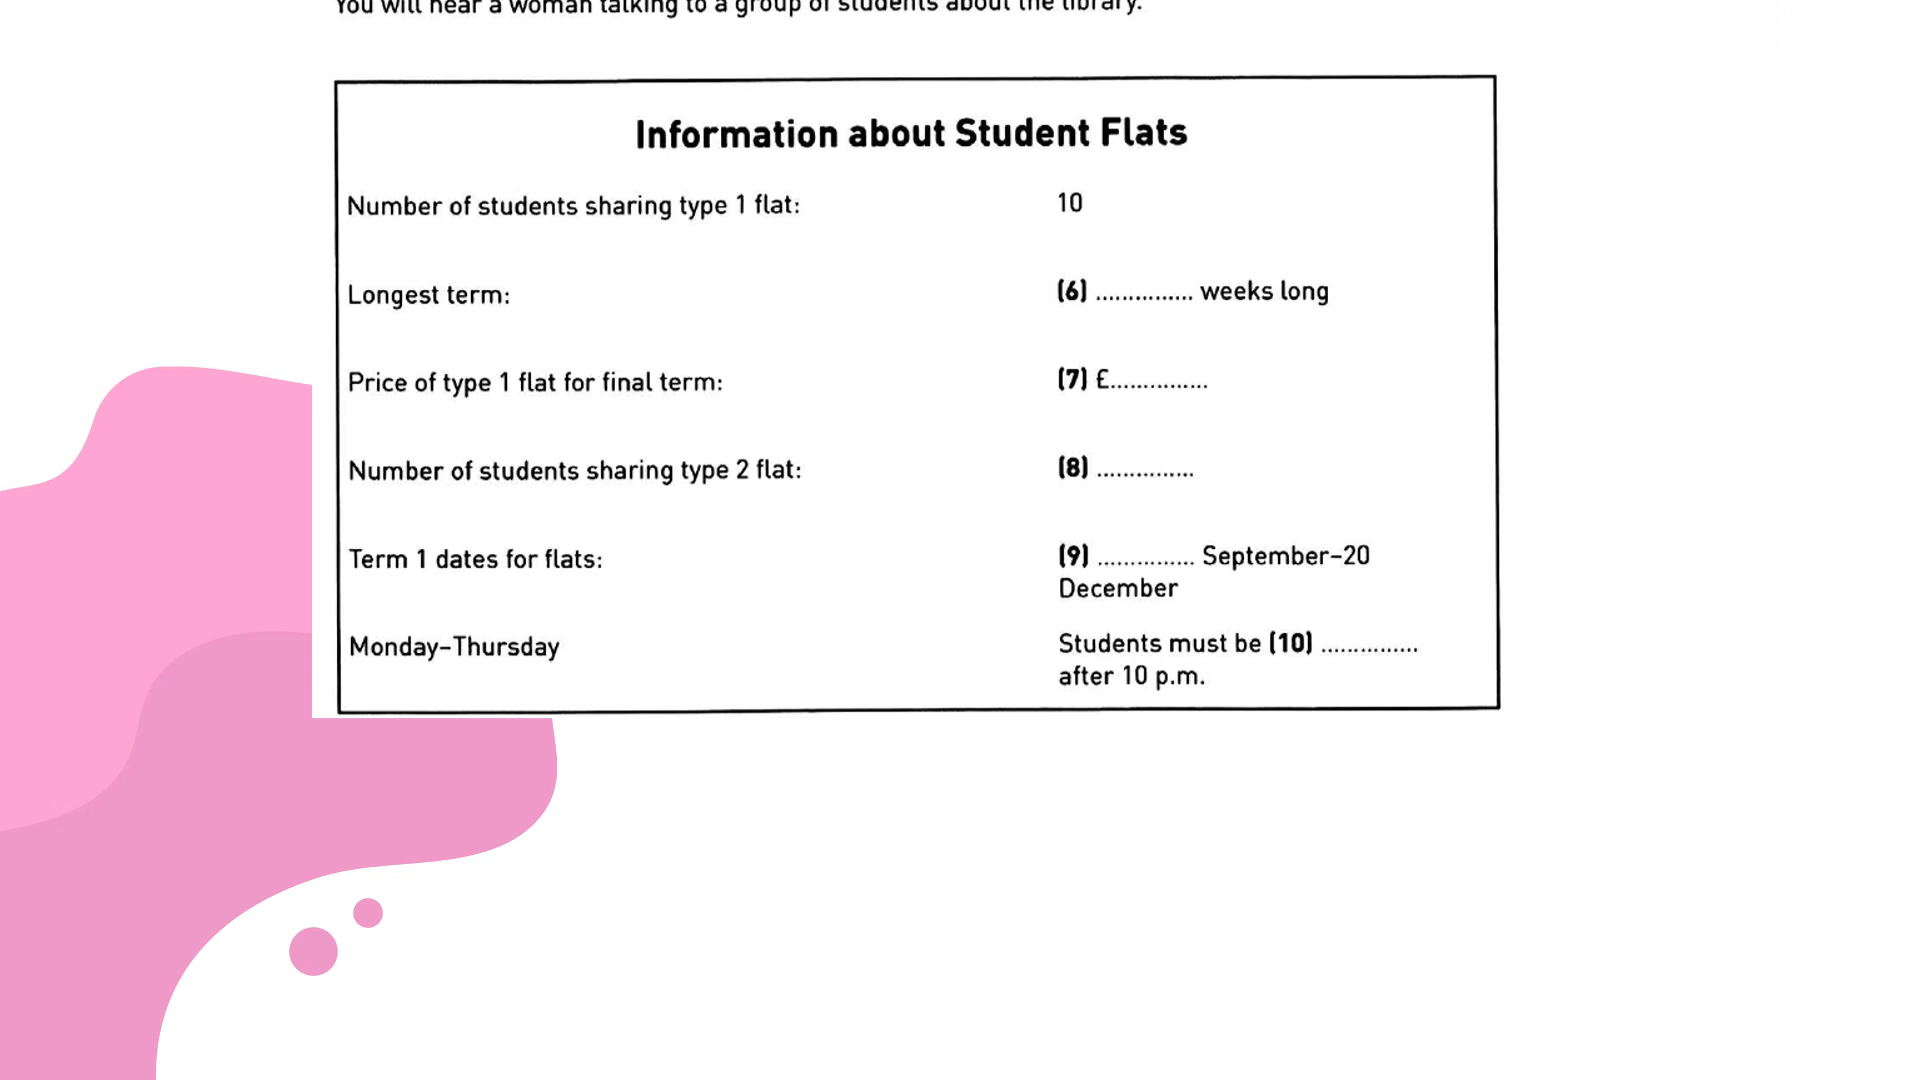 You will hear a woman talking to a group of students about the library.
Information about Student Flats
Number of students sharing type 1 flat: 10
Longest term: (6) ............... weeks long
Price of type 1 flat for final term: (7) £...............
Number of students sharing type 2 flat: (8) ...............
Term 1 dates for flats: (9) ............... September–20
December
Monday–Thursday Students must be (10) ...............
after 10 p.m.